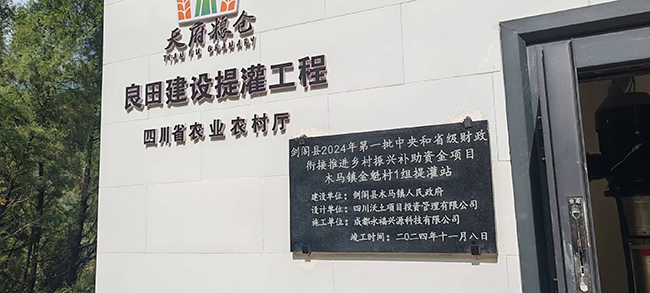 天府粮仓
TIAN FU GRANARY
良田建设提灌工程
四川省农业农村厅
剑阁县2024年第一批中央和省级财政
衔接推进乡村振兴补助资金项目
木马镇金魁村1组提灌站
建设单位：剑阁县木马镇人民政府
设计单位：四川沃土项目投资管理有限公司
施工单位：成都永福兴源科技有限公司
竣工时间：二〇二四年十一月八日